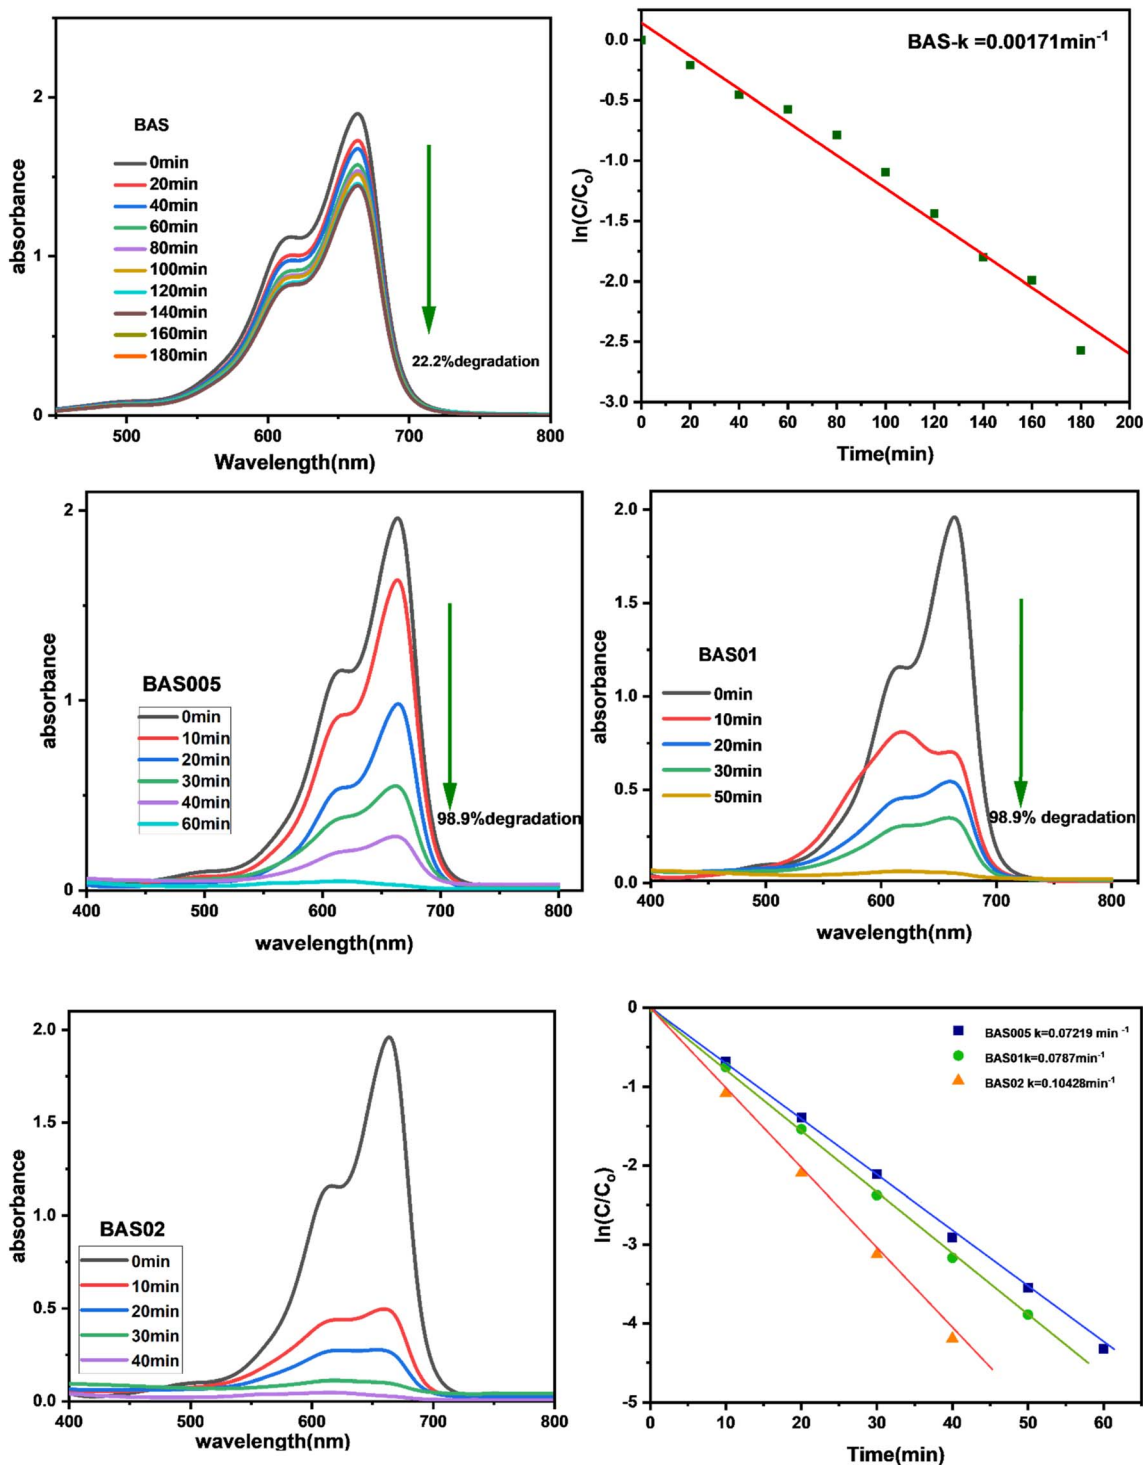 BAS
0min
20min
40min
60min
80min
100min
120min
140min
160min
180min
22.2%degradation
absorbance
0
1
2
500
600
700
800
Wavelength(nm)
BAS-k =0.00171min-1
ln(C/Co)
0.0
-0.5
-1.0
-1.5
-2.0
-2.5
-3.0
0
20
40
60
80
100
120
140
160
180
200
Time(min)
BAS005
0min
10min
20min
30min
40min
60min
98.9%degradation
absorbance
2
1
0
400
500
600
700
800
wavelength(nm)
BAS01
0min
10min
20min
30min
50min
98.9% degradation
absorbance
2.0
1.5
1.0
0.5
0.0
400
500
600
700
800
wavelength(nm)
BAS02
0min
10min
20min
30min
40min
absorbance
2.0
1.5
1.0
0.5
0.0
400
500
600
700
800
wavelength(nm)
BAS005 k=0.07219 min -1
BAS01k=0.0787min-1
BAS02 k=0.10428min-1
ln(C/Co)
0
-1
-2
-3
-4
-5
0
10
20
30
40
50
60
Time(min)